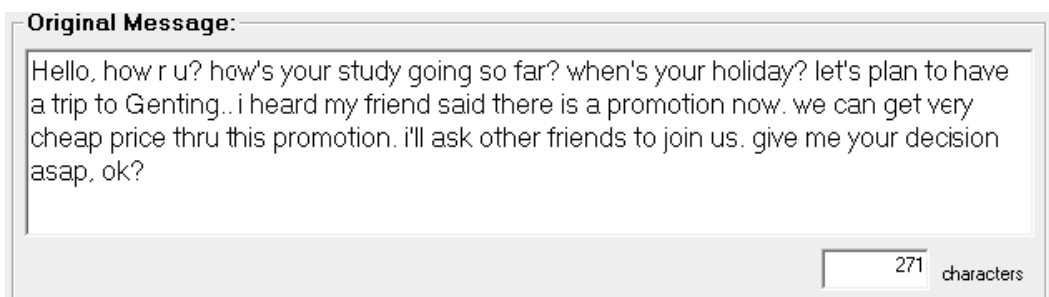 Original Message:
Hello, how r u? how's your study going so far? when's your holiday? let's plan to have
a trip to Genting.. i heard my friend said there is a promotion now. we can get very
cheap price thru this promotion. i'll ask other friends to join us. give me your decision
asap, ok?
271 characters